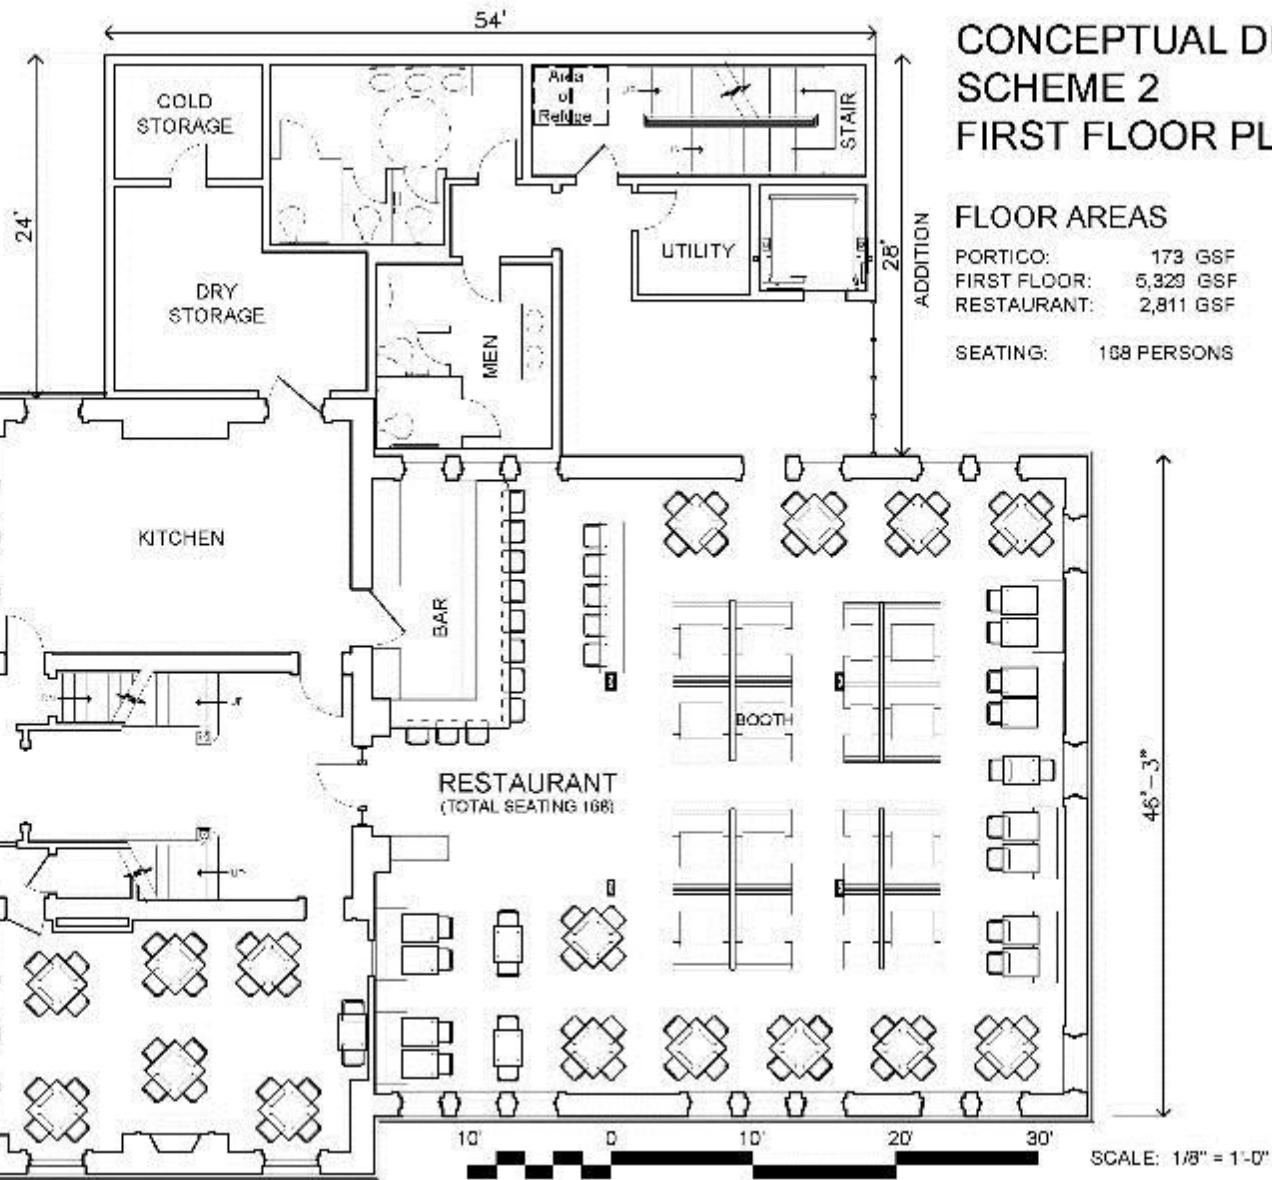 54'
CONCEPTUAL DE
SCHEME 2
FIRST FLOOR PL
COLD
STORAGE
Area
of
Refuge
STAIR
24'
28'
ADDITION
FLOOR AREAS
PORTICO: 173 GSF
FIRST FLOOR: 5,329 GSF
RESTAURANT: 2,811 GSF
SEATING: 168 PERSONS
UTILITY
DRY
STORAGE
MEN
KITCHEN
BAR
BOOTH
RESTAURANT
(TOTAL SEATING 168)
46'-3"
10' 0 10' 20' 30'
SCALE: 1/8" = 1'-0"